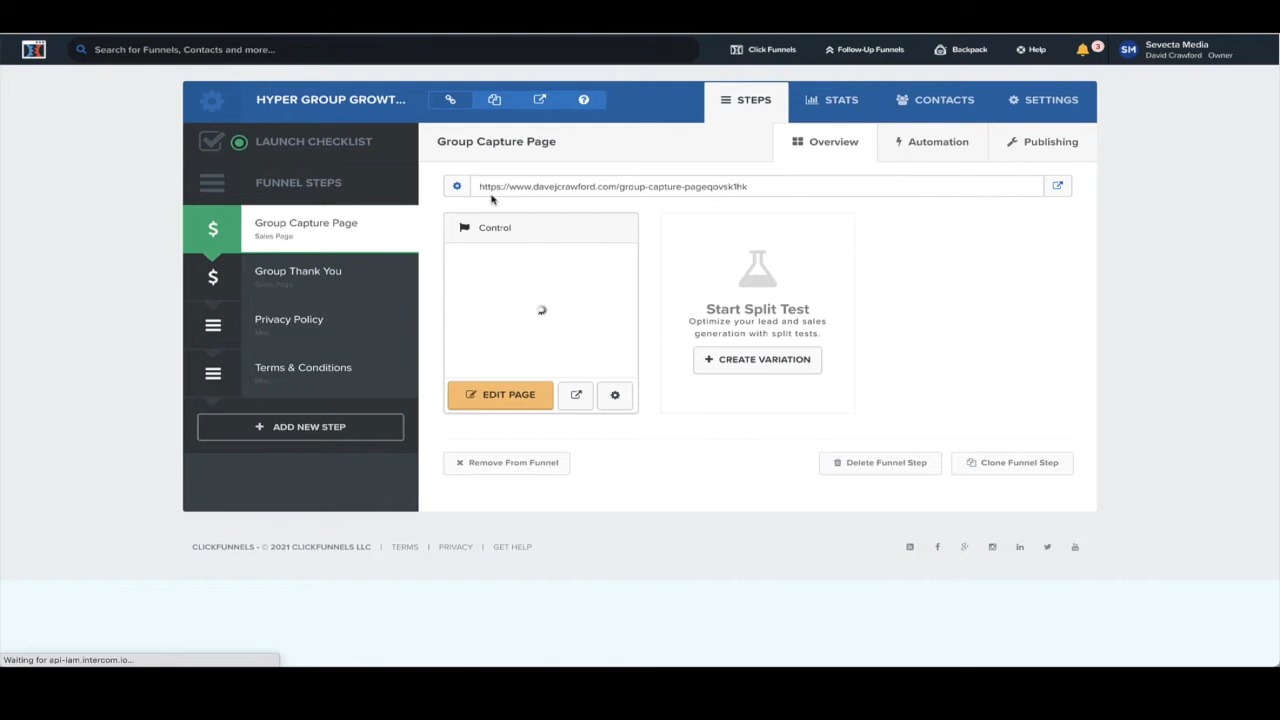 Search for Funnels, Contacts and more...
Click Funnels
Follow-Up Funnels
Backpack
Help
3
SM
Sevecta Media
David Crawford Owner
HYPER GROUP GROWT...
STEPS
STATS
CONTACTS
SETTINGS
LAUNCH CHECKLIST
Group Capture Page
Overview
Automation
Publishing
FUNNEL STEPS
https://www.davejcrawford.com/group-capture-pageqovsk1hk
Group Capture Page
Sales Page
Control
Group Thank You
Sales Page
Start Split Test
Optimize your lead and sales
generation with split tests.
Privacy Policy
Misc
CREATE VARIATION
Terms & Conditions
Misc
EDIT PAGE
ADD NEW STEP
Remove From Funnel
Delete Funnel Step
Clone Funnel Step
CLICKFUNNELS - © 2021 CLICKFUNNELS LLC | TERMS | PRIVACY | GET HELP
Waiting for api-iam.intercom.io...